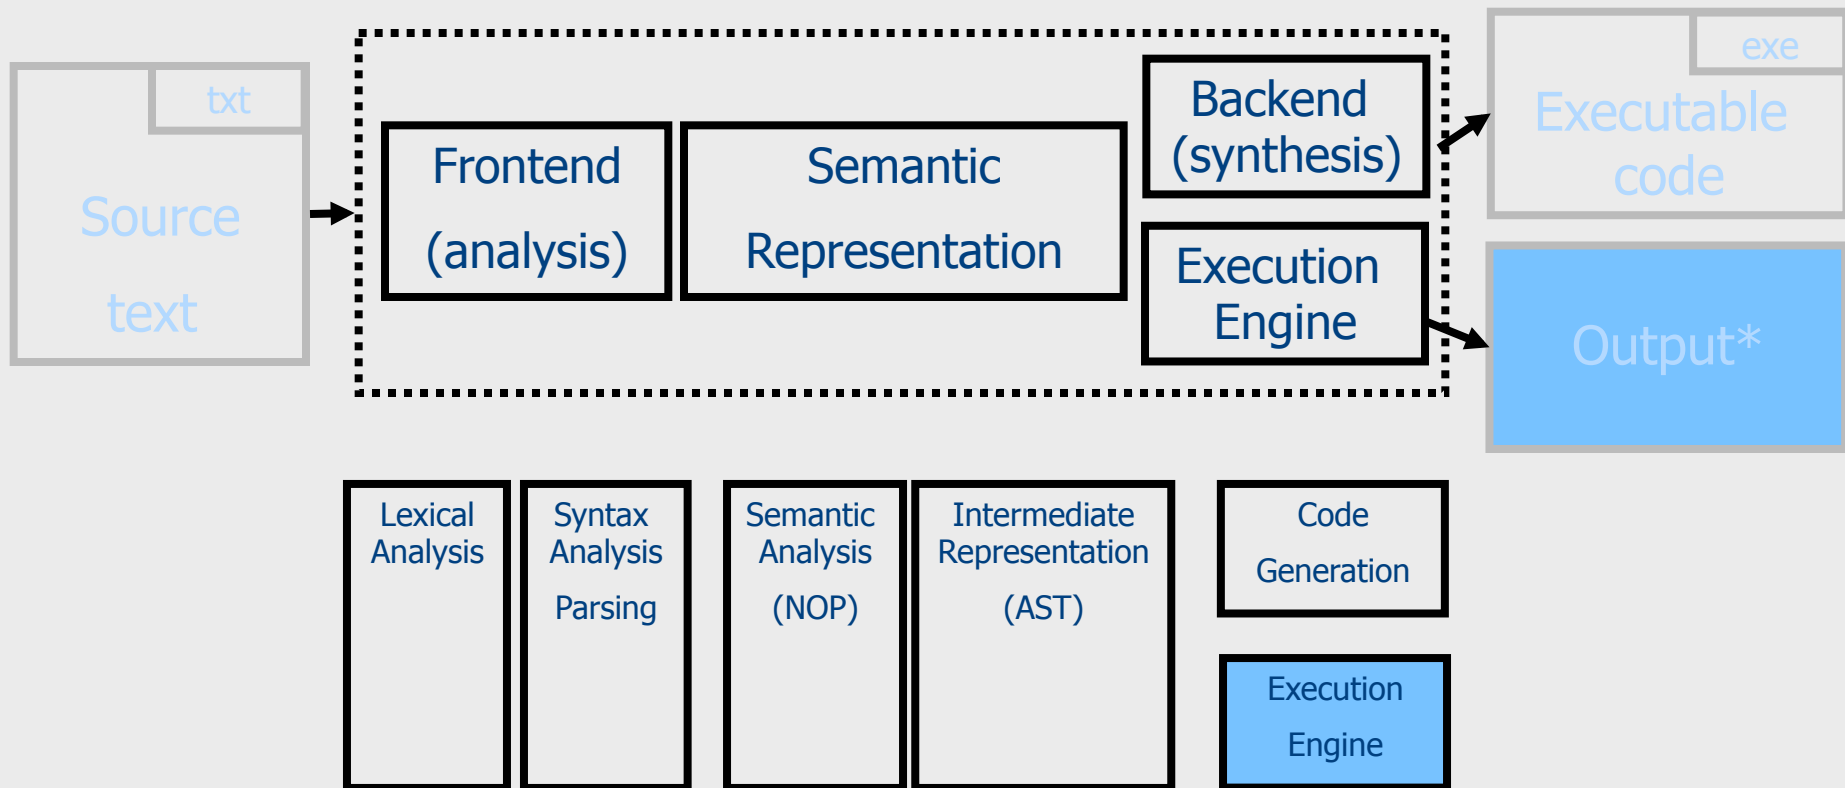 txt
Source
text
Frontend
(analysis)
Semantic
Representation
Backend
(synthesis)
Execution
Engine
exe
Executable
code
Output*
Lexical
Analysis
Syntax
Analysis
Parsing
Semantic
Analysis
(NOP)
Intermediate
Representation
(AST)
Code
Generation
Execution
Engine